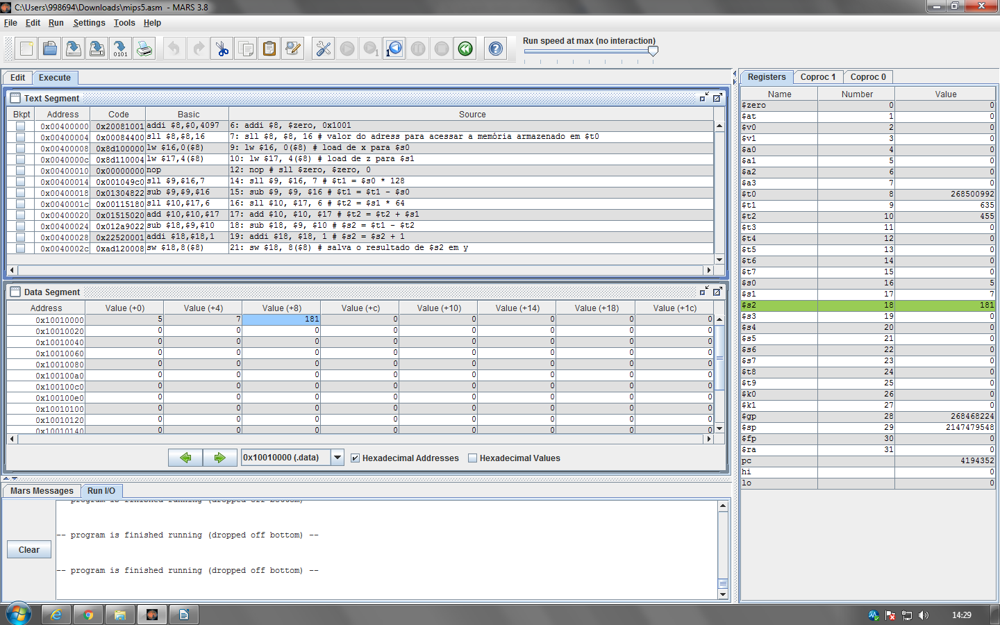 C:\Users\998694\Downloads\mips5.asm - MARS 3.8
File Edit Run Settings Tools Help
Run speed at max (no interaction)
Edit Execute
Text Segment
Bkpt Address Code Basic Source
0x00400000 0x20081001 addi $8,$0,4097 6: addi $8, $zero, 0x1001
0x00400004 0x00084400 sll $8,$8,16 7: sll $8, $8, 16 # valor do adress para acessar a memória armazenado em $t0
0x00400008 0x8d100000 lw $16,0($8) 9: lw $16, 0($8) # load de x para $s0
0x0040000c 0x8d110004 lw $17,4($8) 10: lw $17, 4($8) # load de z para $s1
0x00400010 0x00000000 nop 12: nop # sll $zero, $zero, 0
0x00400014 0x001049c0 sll $9,$16,7 14: sll $9, $16, 7 # $t1 = $s0 * 128
0x00400018 0x01304822 sub $9,$9,$16 15: sub $9, $9, $16 # $t1 = $t1 - $s0
0x0040001c 0x00115180 sll $10,$17,6 16: sll $10, $17, 6 # $t2 = $s1 * 64
0x00400020 0x01515020 add $10,$10,$17 17: add $10, $10, $17 # $t2 = $t2 + $s1
0x00400024 0x012a9022 sub $18,$9,$10 18: sub $18, $9, $10 # $s2 = $t1 - $t2
0x00400028 0x22520001 addi $18,$18,1 19: addi $18, $18, 1 # $s2 = $s2 + 1
0x0040002c 0xad120008 sw $18,8($8) 21: sw $18, 8($8) # salva o resultado de $s2 em y
Data Segment
Address Value (+0) Value (+4) Value (+8) Value (+c) Value (+10) Value (+14) Value (+18) Value (+1c)
0x10010000 5 7 181 0 0 0 0 0
0x10010020 0 0 0 0 0 0 0 0
0x10010040 0 0 0 0 0 0 0 0
0x10010060 0 0 0 0 0 0 0 0
0x10010080 0 0 0 0 0 0 0 0
0x100100a0 0 0 0 0 0 0 0 0
0x100100c0 0 0 0 0 0 0 0 0
0x100100e0 0 0 0 0 0 0 0 0
0x10010100 0 0 0 0 0 0 0 0
0x10010120 0 0 0 0 0 0 0 0
0x10010140 0 0 0 0 0 0 0 0
0x10010000 (.data) Hexadecimal Addresses Hexadecimal Values
Mars Messages Run I/O
Clear
-- program is finished running (dropped off bottom) --
-- program is finished running (dropped off bottom) --
-- program is finished running (dropped off bottom) --
Registers Coproc 1 Coproc 0
Name Number Value
$zero 0 0
$at 1 0
$v0 2 0
$v1 3 0
$a0 4 0
$a1 5 0
$a2 6 0
$a3 7 0
$t0 8 268500992
$t1 9 635
$t2 10 455
$t3 11 0
$t4 12 0
$t5 13 0
$t6 14 0
$t7 15 0
$s0 16 5
$s1 17 7
$s2 18 181
$s3 19 0
$s4 20 0
$s5 21 0
$s6 22 0
$s7 23 0
$t8 24 0
$t9 25 0
$k0 26 0
$k1 27 0
$gp 28 268468224
$sp 29 2147479548
$fp 30 0
$ra 31 0
pc 4194352
hi 0
lo 0
14:29